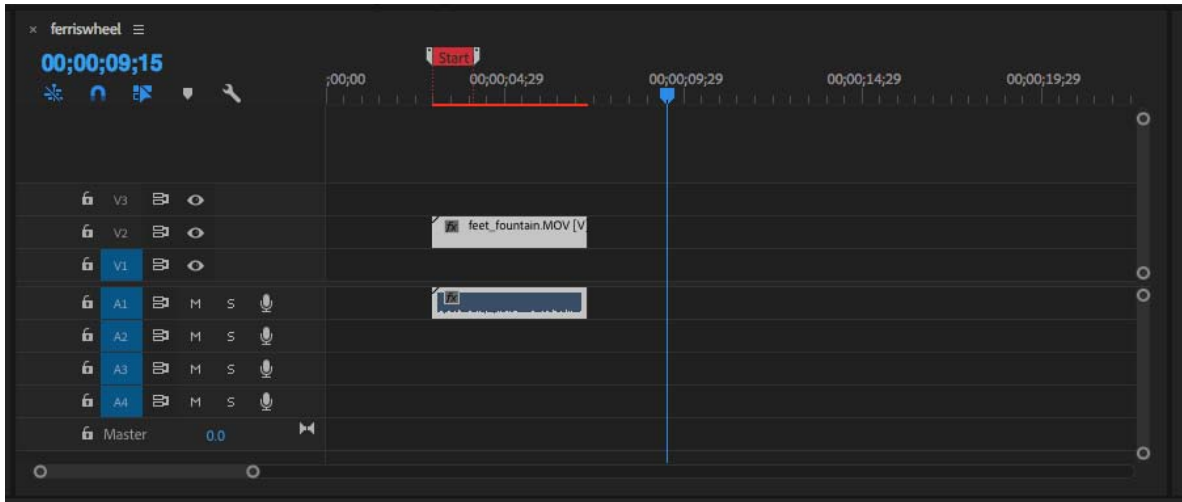 × ferriswheel
00;00;09;15
Start
;00;00 00;00;04;29 00;00;09;29 00;00;14;29 00;00;19;29
V3
fx feet_fountain.MOV [V
V2
V1
fx
A1 M S
A2 M S
A3 M S
A4 M S
Master 0.0